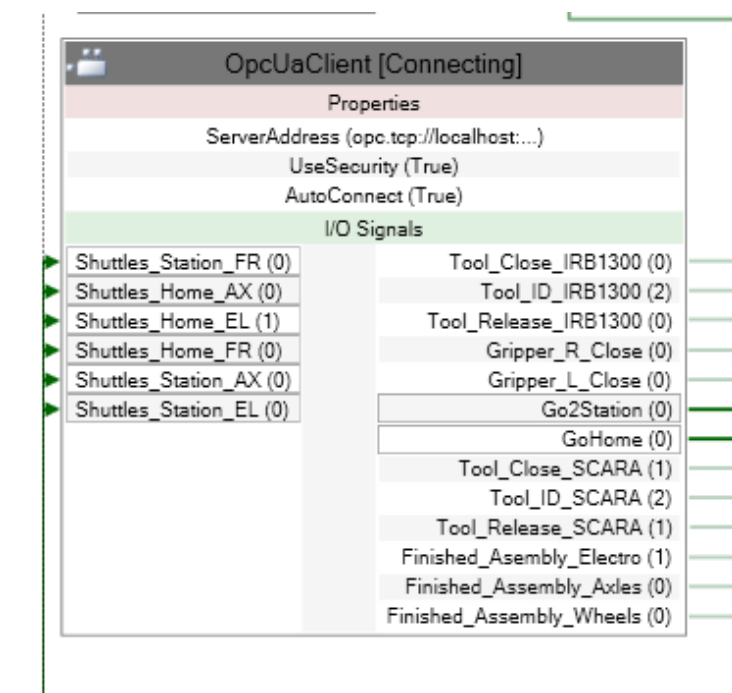 OpcUaClient [Connecting]
Properties
ServerAddress (opc.tcp://localhost:...)
UseSecurity (True)
AutoConnect (True)
I/O Signals
Shuttles_Station_FR (0)
Shuttles_Home_AX (0)
Shuttles_Home_EL (1)
Shuttles_Home_FR (0)
Shuttles_Station_AX (0)
Shuttles_Station_EL (0)
Tool_Close_IRB1300 (0)
Tool_ID_IRB1300 (2)
Tool_Release_IRB1300 (0)
Gripper_R_Close (0)
Gripper_L_Close (0)
Go2Station (0)
GoHome (0)
Tool_Close_SCARA (1)
Tool_ID_SCARA (2)
Tool_Release_SCARA (1)
Finished_Asembly_Electro (1)
Finished_Assembly_Axles (0)
Finished_Assembly_Wheels (0)